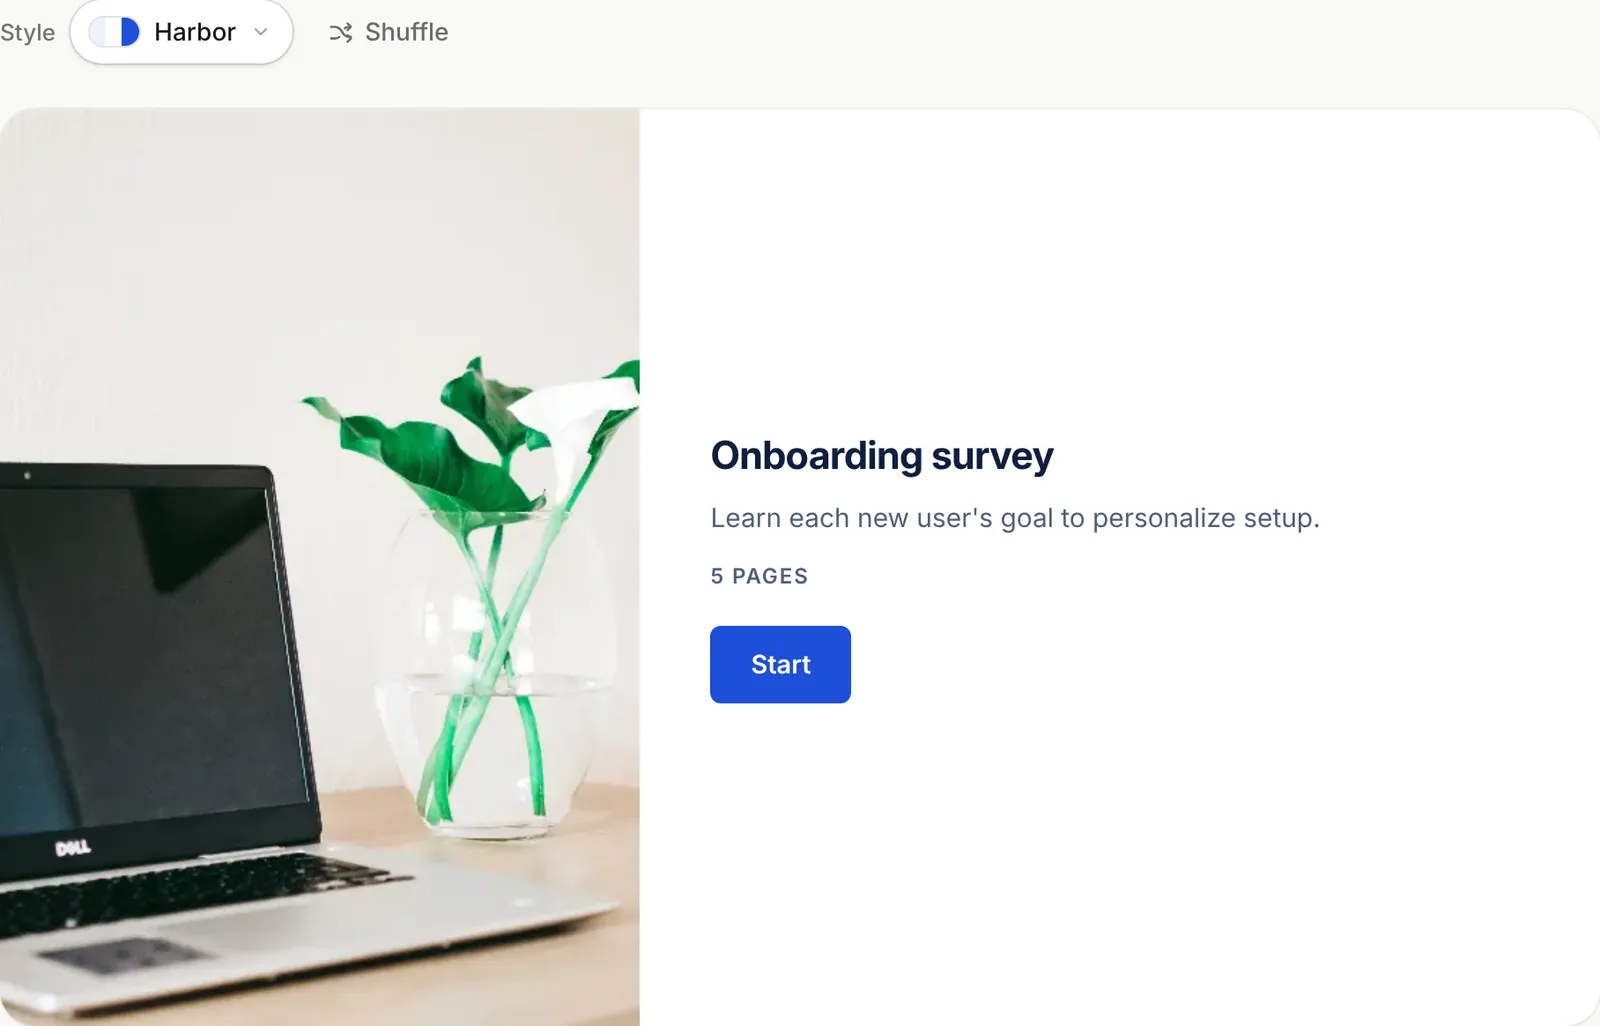 Style
Harbor
Shuffle
Onboarding survey
Learn each new user's goal to personalize setup.
5 PAGES
Start
DELL